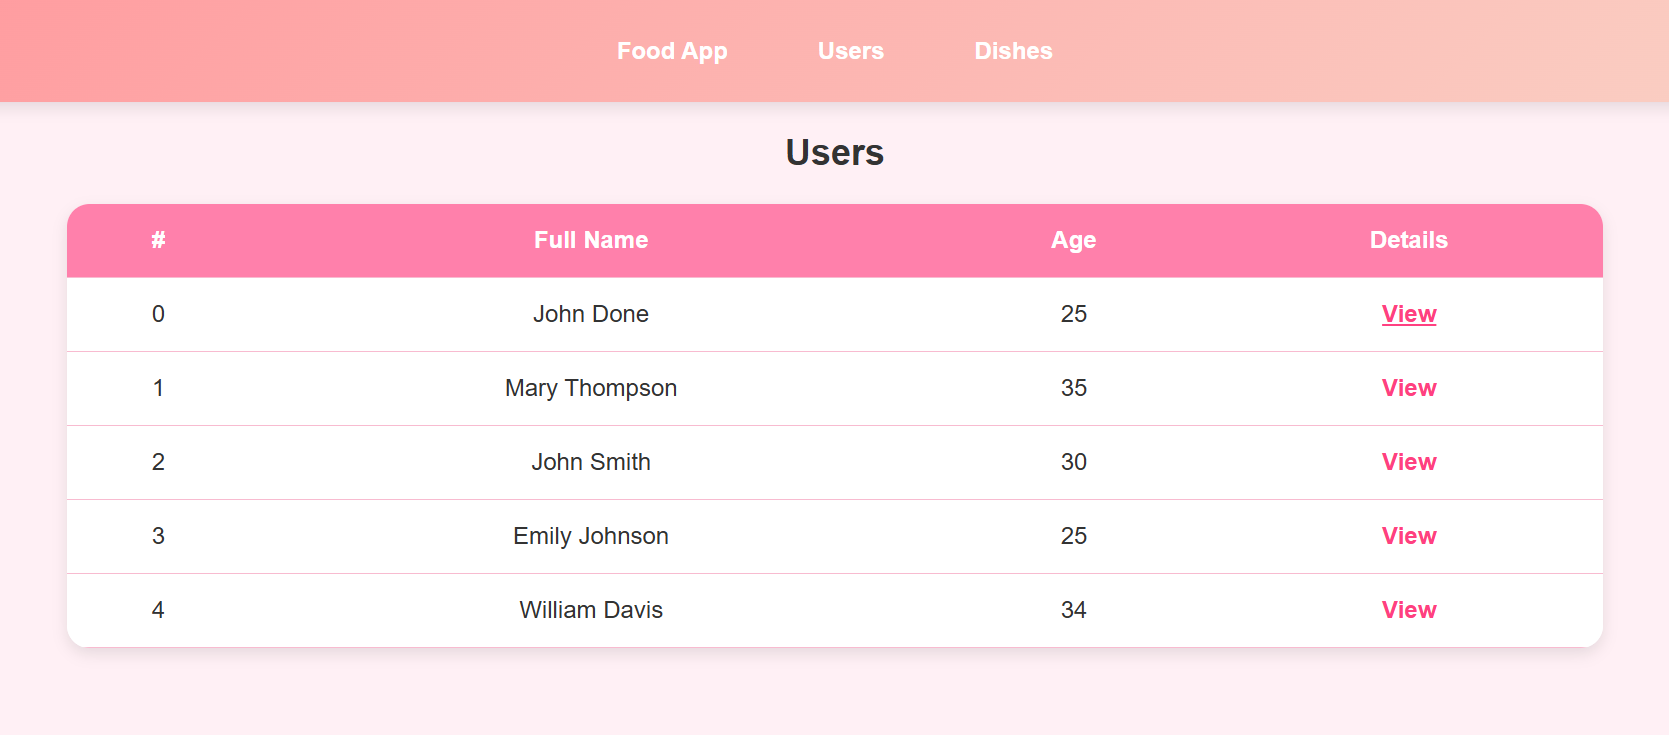 Food App Users Dishes
Users
# Full Name Age Details
0 John Done 25 View
1 Mary Thompson 35 View
2 John Smith 30 View
3 Emily Johnson 25 View
4 William Davis 34 View